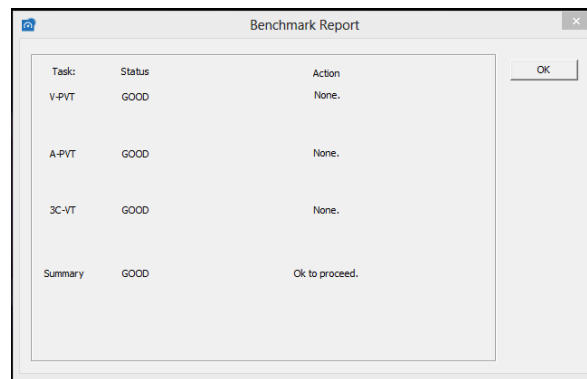 Benchmark Report
Task: Status Action
V-PVT GOOD None.
A-PVT GOOD None.
3C-VT GOOD None.
Summary GOOD Ok to proceed.
OK